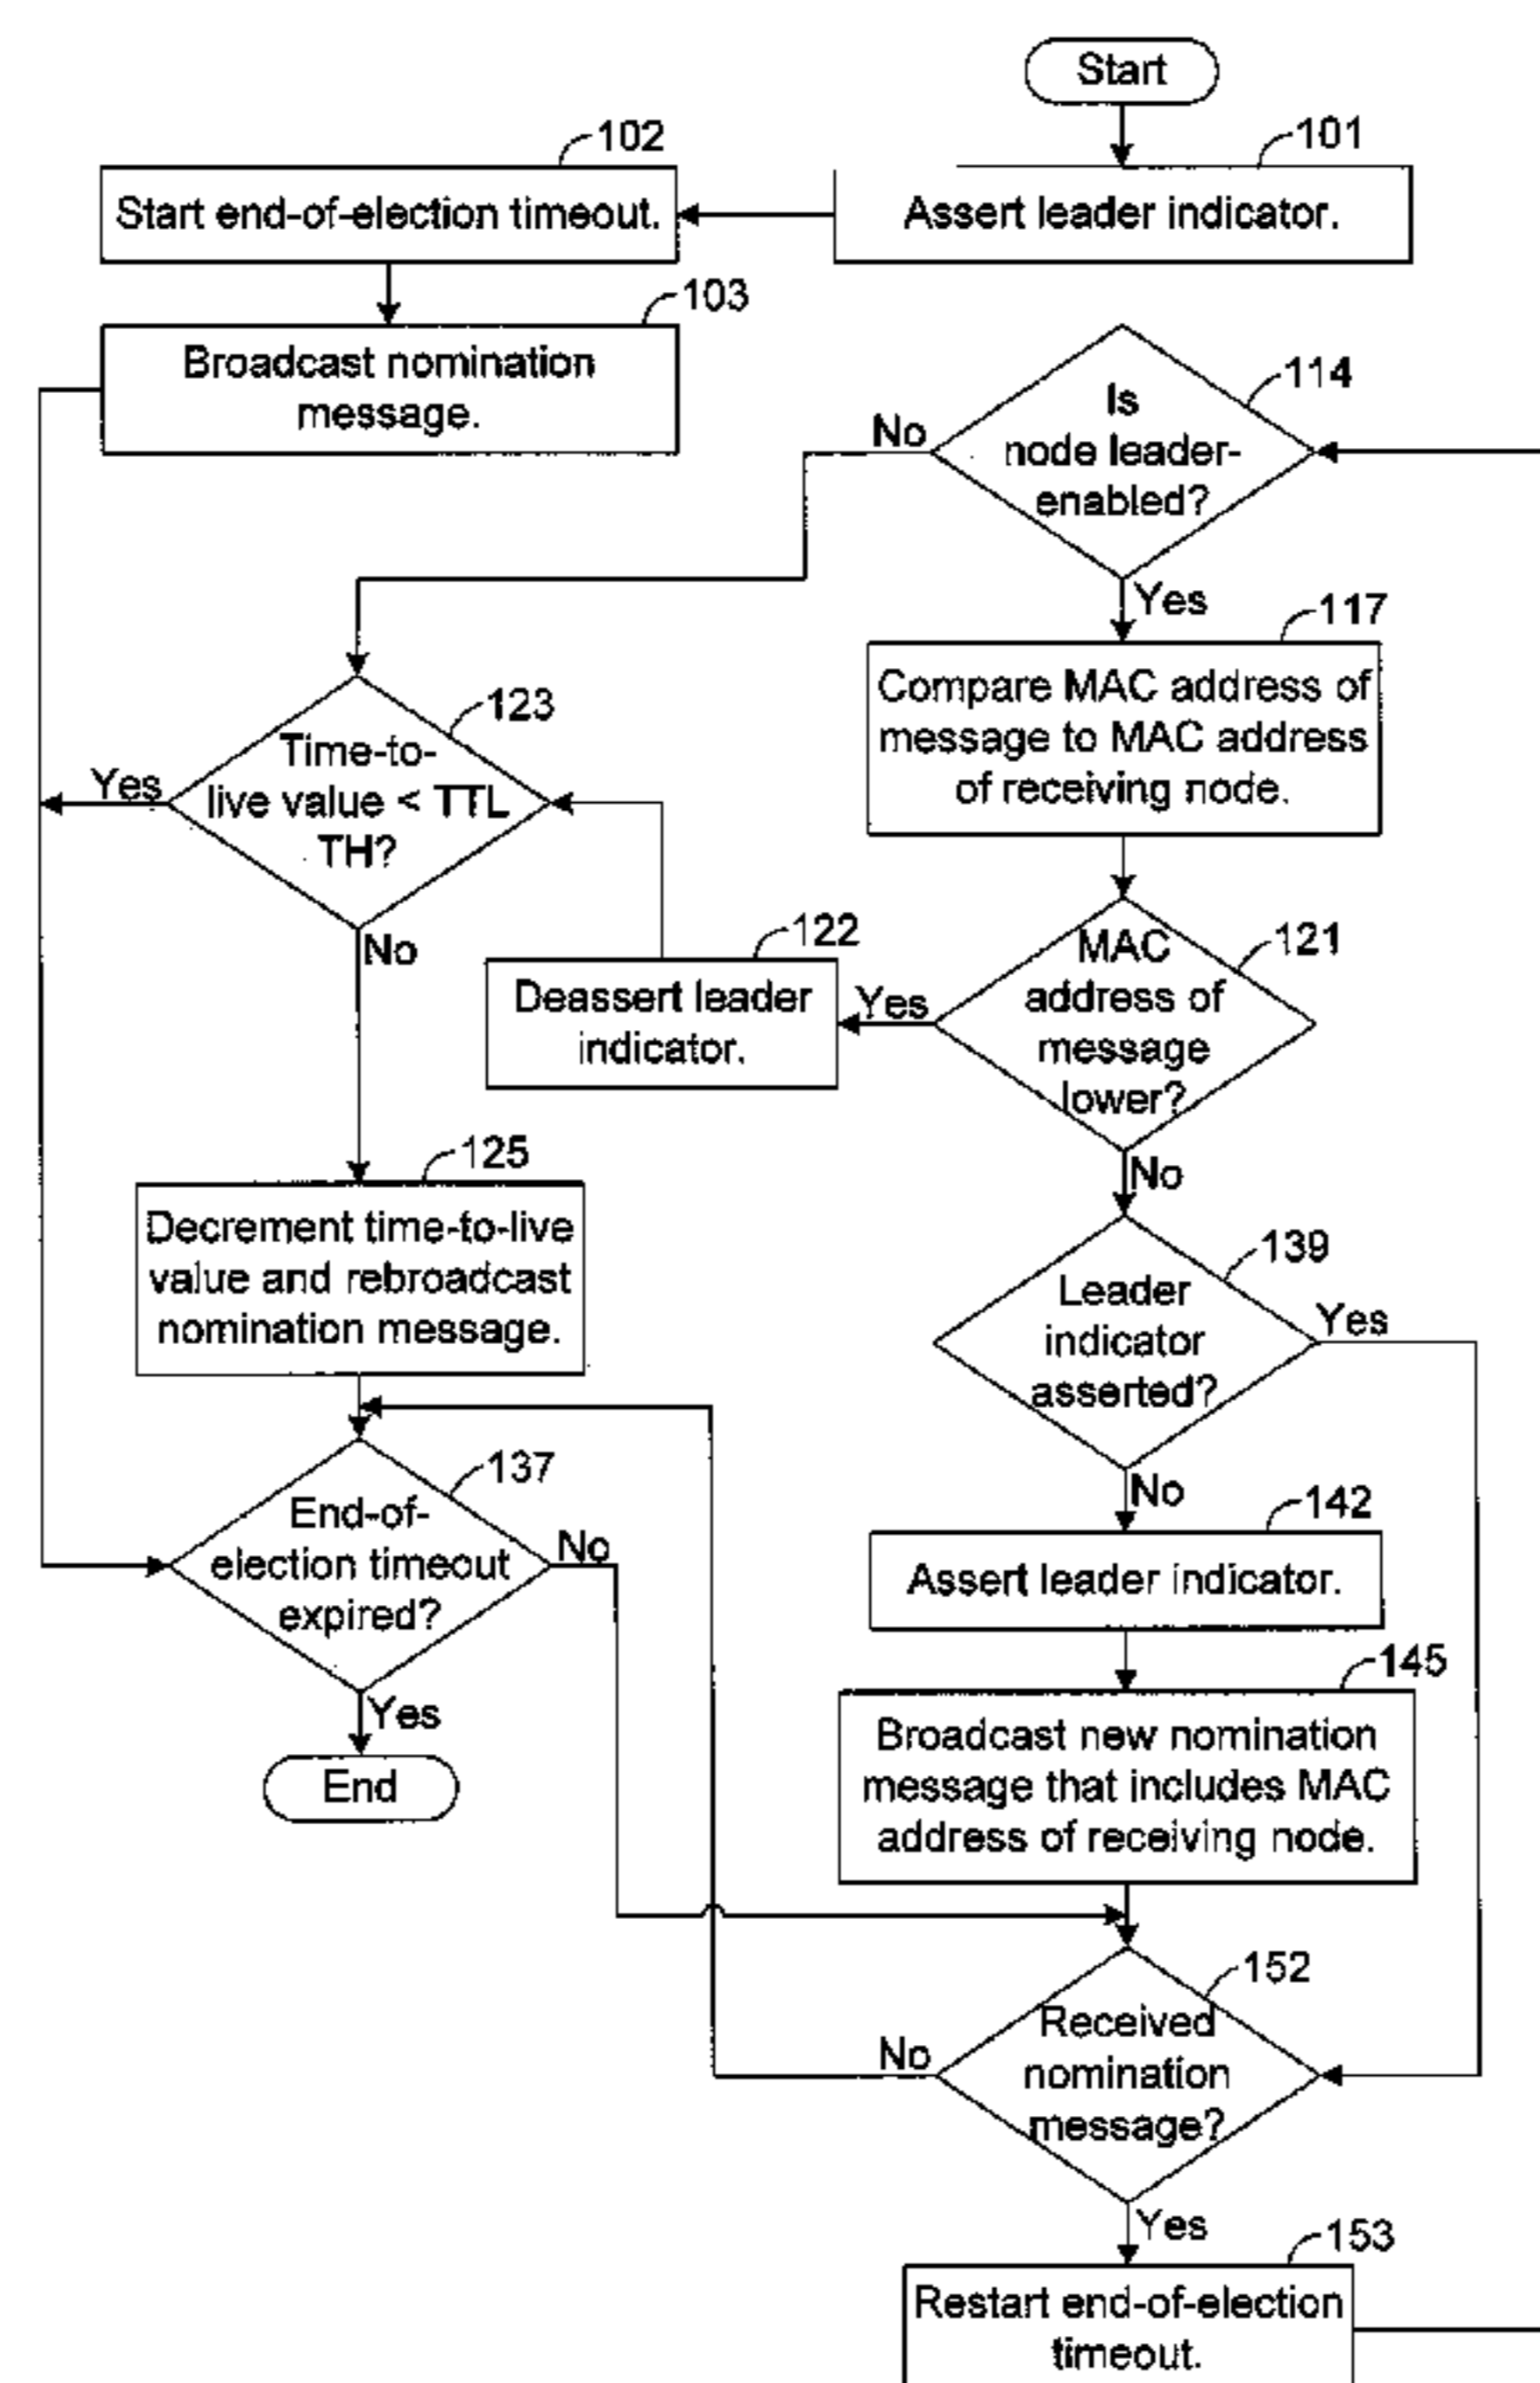 Start
101
Assert leader indicator.
102
Start end-of-election timeout.
103
Broadcast nomination
message.
114
Is
node leader-
enabled?
No
Yes
117
Compare MAC address of
message to MAC address
of receiving node.
123
Time-to-
live value < TTL
TH?
Yes
No
122
Deassert leader
indicator.
121
MAC
address of
message
lower?
Yes
No
125
Decrement time-to-live
value and rebroadcast
nomination message.
139
Leader
indicator
asserted?
Yes
No
137
End-of-
election timeout
expired?
No
Yes
End
142
Assert leader indicator.
145
Broadcast new nomination
message that includes MAC
address of receiving node.
152
Received
nomination
message?
No
Yes
153
Restart end-of-election
timeout.